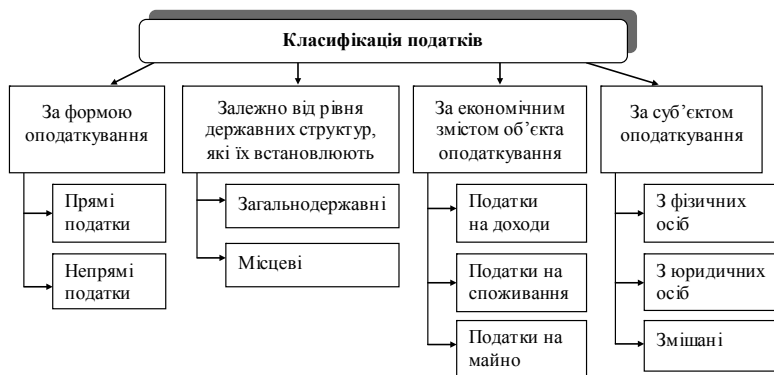 Класифікація податків
За формою
оподаткування
Прямі
податки
Непрямі
податки
Залежно від рівня
державних структур,
які їх встановлюють
Загальнодержавні
Місцеві
За економічним
змістом об’єкта
оподаткування
Податки
на доходи
Податки на
споживання
Податки на
майно
За суб’єктом
оподаткування
З фізичних
осіб
З юридичних
осіб
Змішані